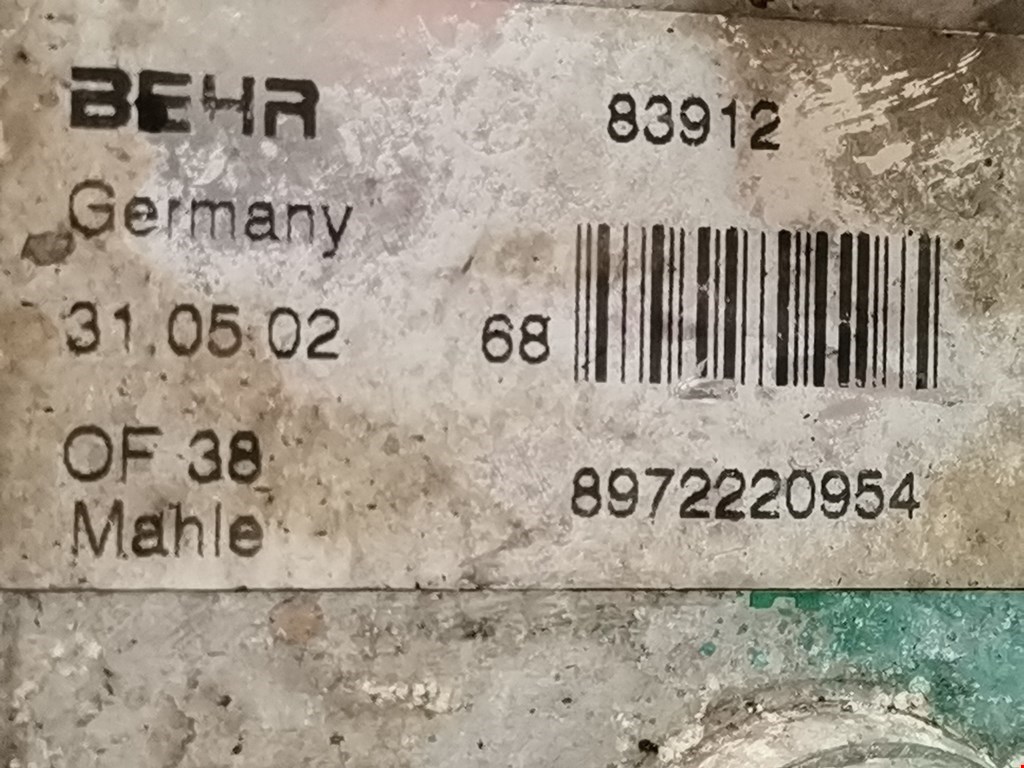 BEHR
83912
Germany
31.05.02
68
OF 38
Mahle
8972220954